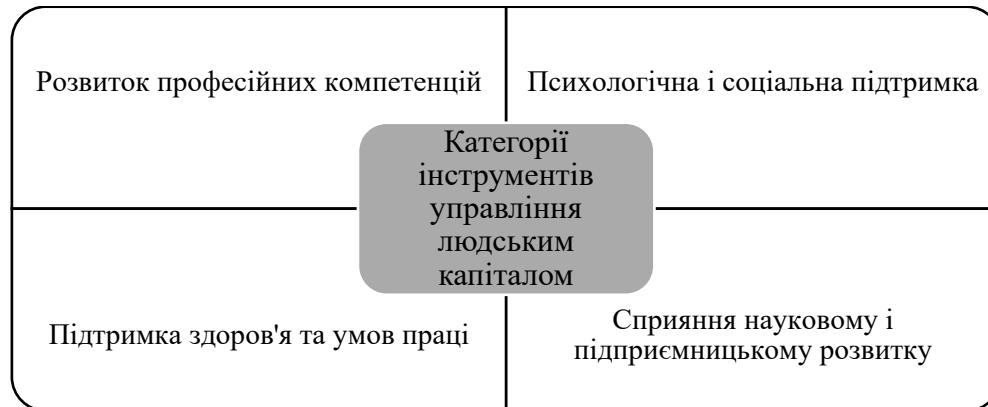 Розвиток професійних компетенцій
Психологічна і соціальна підтримка
Категорії
інструментів
управління
людським
капіталом
Підтримка здоров'я та умов праці
Сприяння науковому і
підприємницькому розвитку